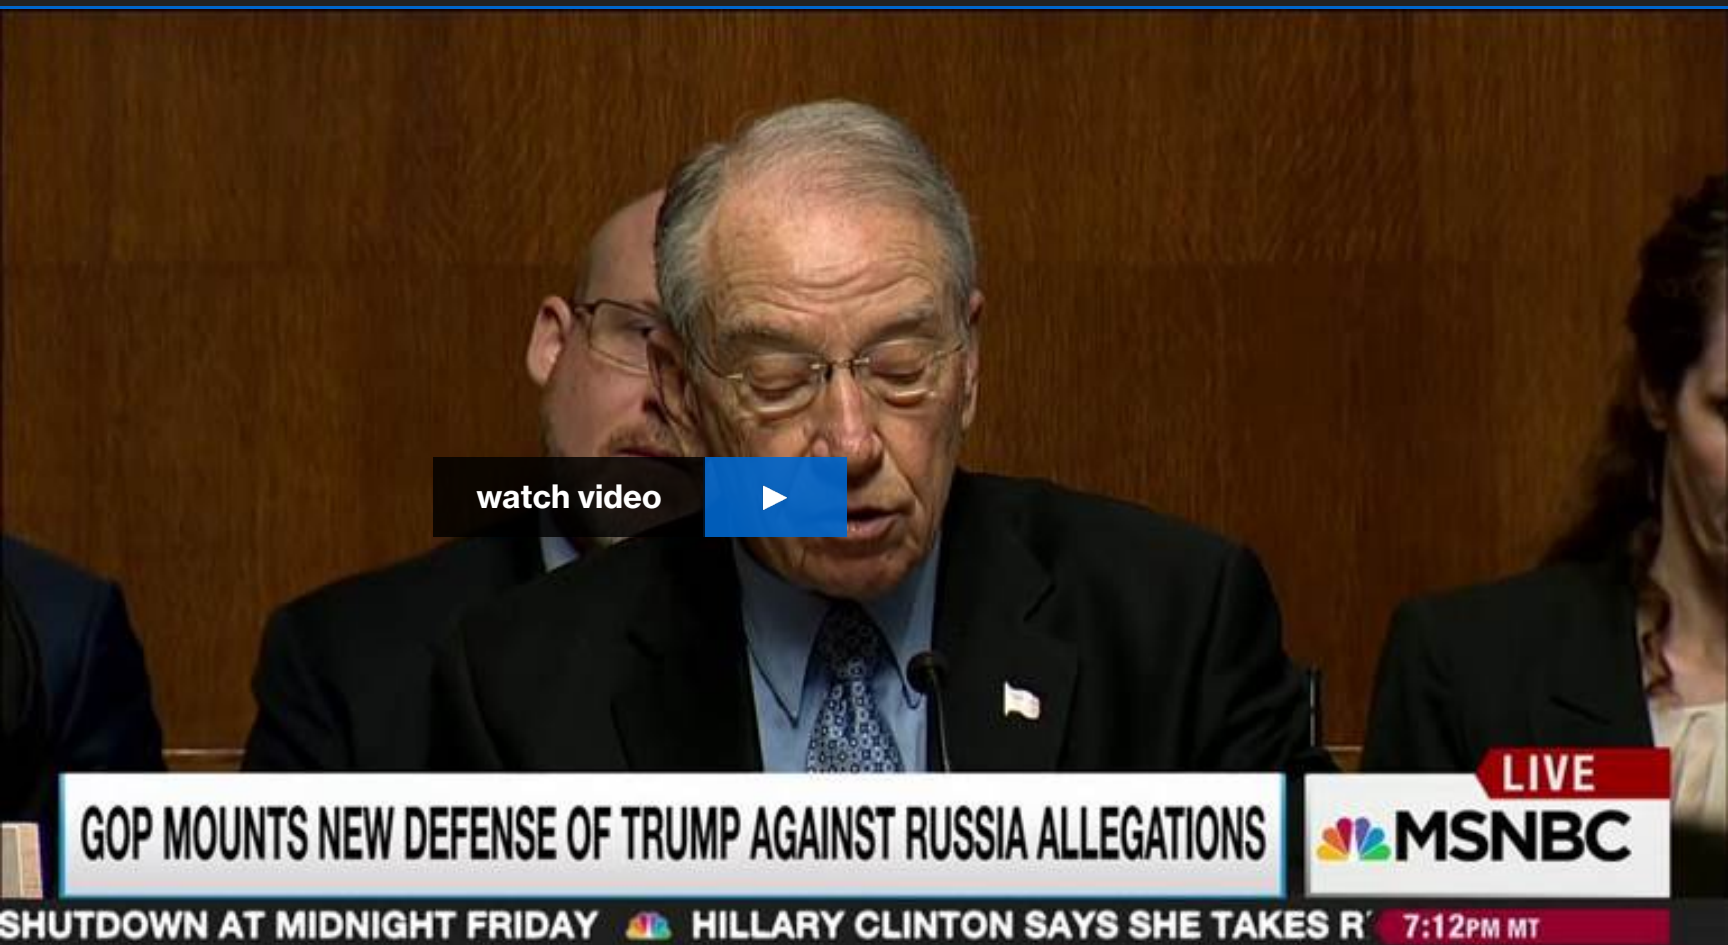 watch video
LIVE
GOP MOUNTS NEW DEFENSE OF TRUMP AGAINST RUSSIA ALLEGATIONS
MSNBC
SHUTDOWN AT MIDNIGHT FRIDAY HILLARY CLINTON SAYS SHE TAKES
7:12PM MT